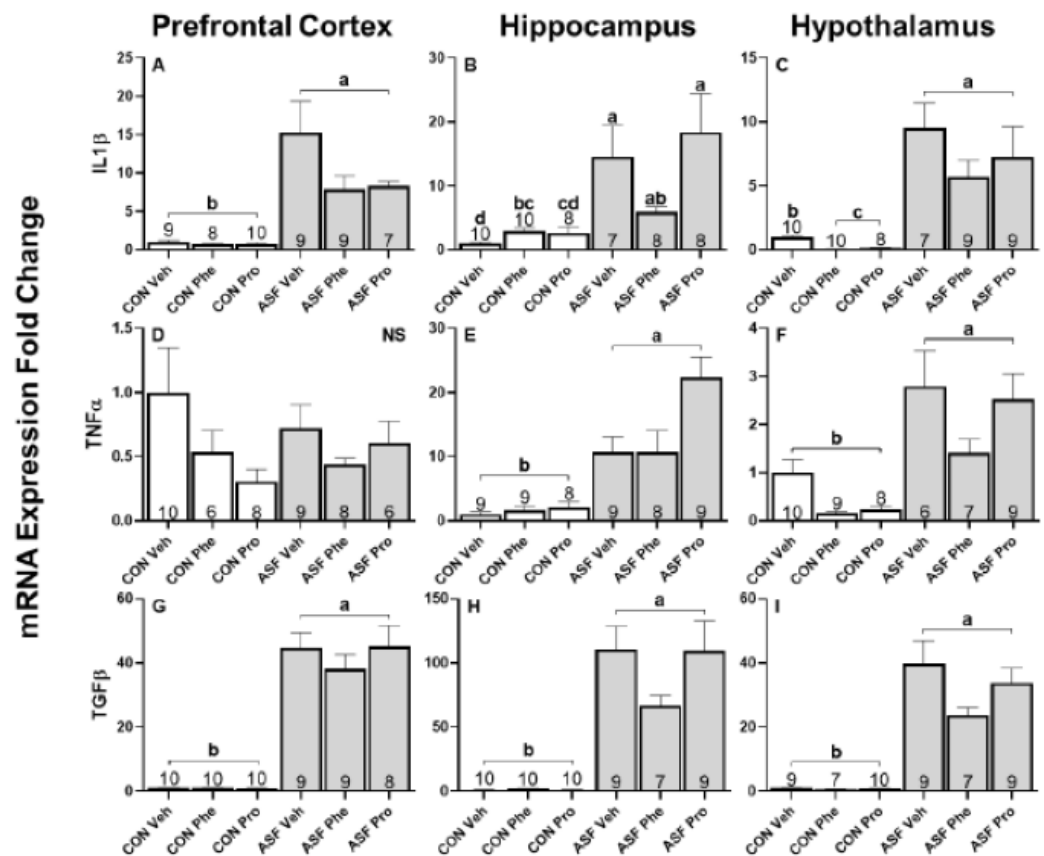 Prefrontal Cortex
Hippocampus
Hypothalamus
mRNA Expression Fold Change
A
IL1β
25
20
15
10
5
0
a
b
9 8 10 9 9 7
CON Veh CON Phe CON Pro ASF Veh ASF Phe ASF Pro
B
30
20
10
0
d bc cd a ab a
10 10 8 7 8 8
CON Veh CON Phe CON Pro ASF Veh ASF Phe ASF Pro
C
15
10
5
0
b c a
10 10 8 7 9 9
CON Veh CON Phe CON Pro ASF Veh ASF Phe ASF Pro
D
NS
TNFα
1.5
1.0
0.5
0.0
10 6 8 9 8 6
CON Veh CON Phe CON Pro ASF Veh ASF Phe ASF Pro
E
30
20
10
0
a
b
9 9 8 9 8 9
CON Veh CON Phe CON Pro ASF Veh ASF Phe ASF Pro
F
4
3
2
1
0
a
b
10 9 8 6 7 9
CON Veh CON Phe CON Pro ASF Veh ASF Phe ASF Pro
G
TGFβ
60
40
20
0
a
b
10 10 10 9 9 8
CON Veh CON Phe CON Pro ASF Veh ASF Phe ASF Pro
H
150
100
50
0
a
b
10 10 10 9 7 9
CON Veh CON Phe CON Pro ASF Veh ASF Phe ASF Pro
I
60
40
20
0
a
b
9 7 10 9 7 9
CON Veh CON Phe CON Pro ASF Veh ASF Phe ASF Pro